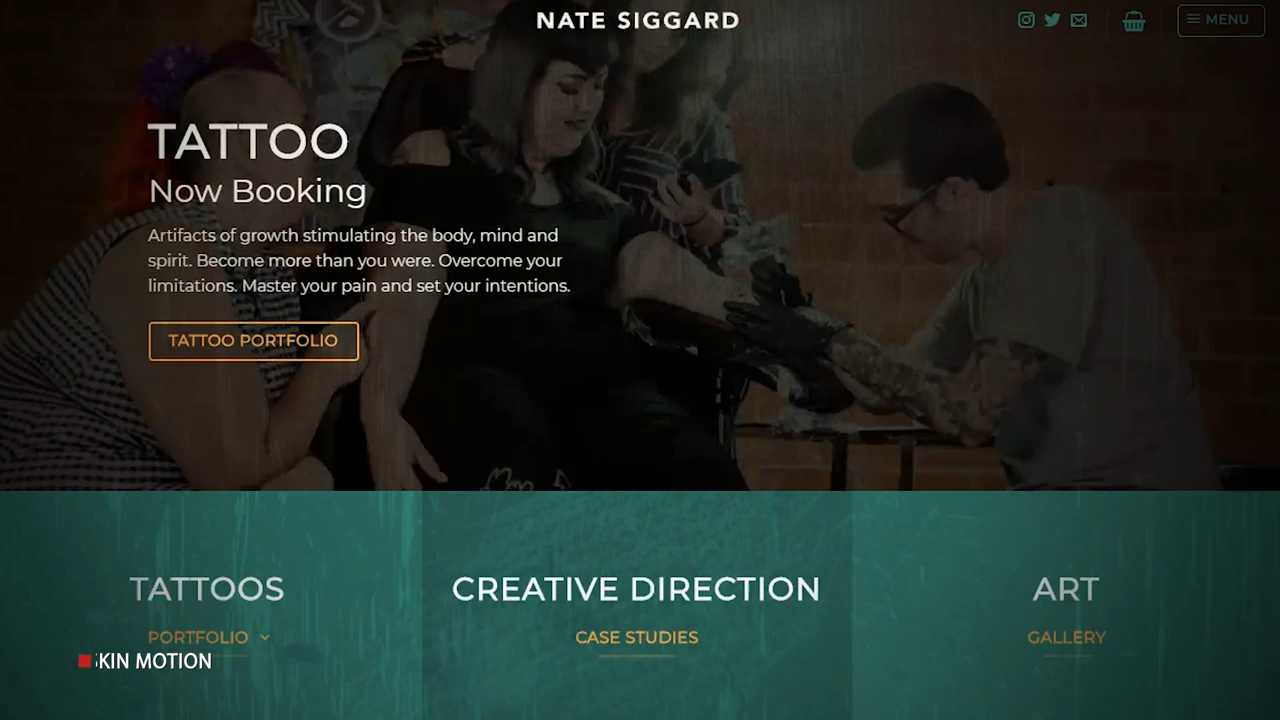 NATE SIGGARD
MENU
TATTOO
Now Booking
Artifacts of growth stimulating the body, mind and
spirit. Become more than you were. Overcome your
limitations. Master your pain and set your intentions.
TATTOO PORTFOLIO
TATTOOS
CREATIVE DIRECTION
ART
PORTFOLIO
CASE STUDIES
GALLERY
KIN MOTION